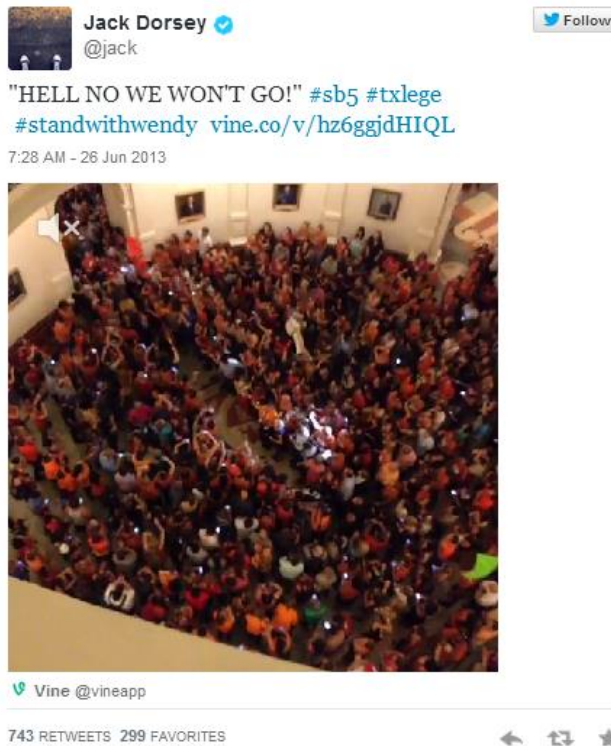 Jack Dorsey
@jack
Follow
"HELL NO WE WON'T GO!" #sb5 #txlege
#standwithwendy vine.co/v/hz6ggjdHIQL
7:28 AM - 26 Jun 2013
Vine @vineapp
743 RETWEETS 299 FAVORITES